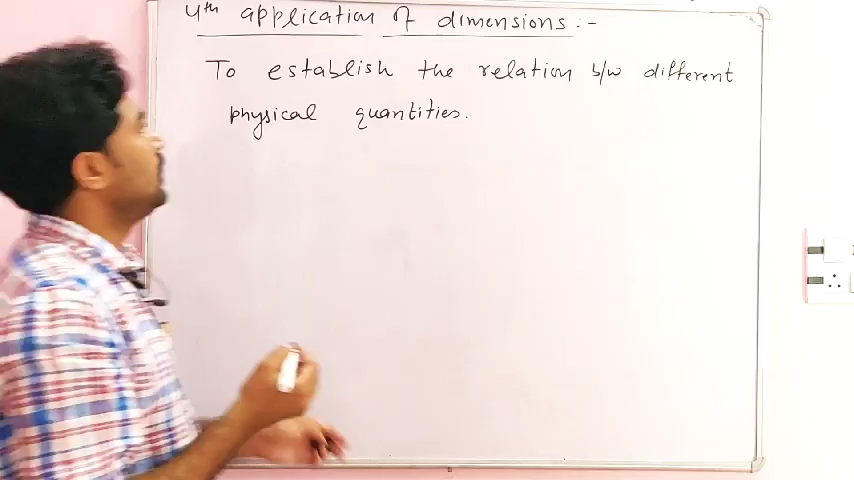 4th application of dimensions :-
To establish the relation b/w different
physical quantities.